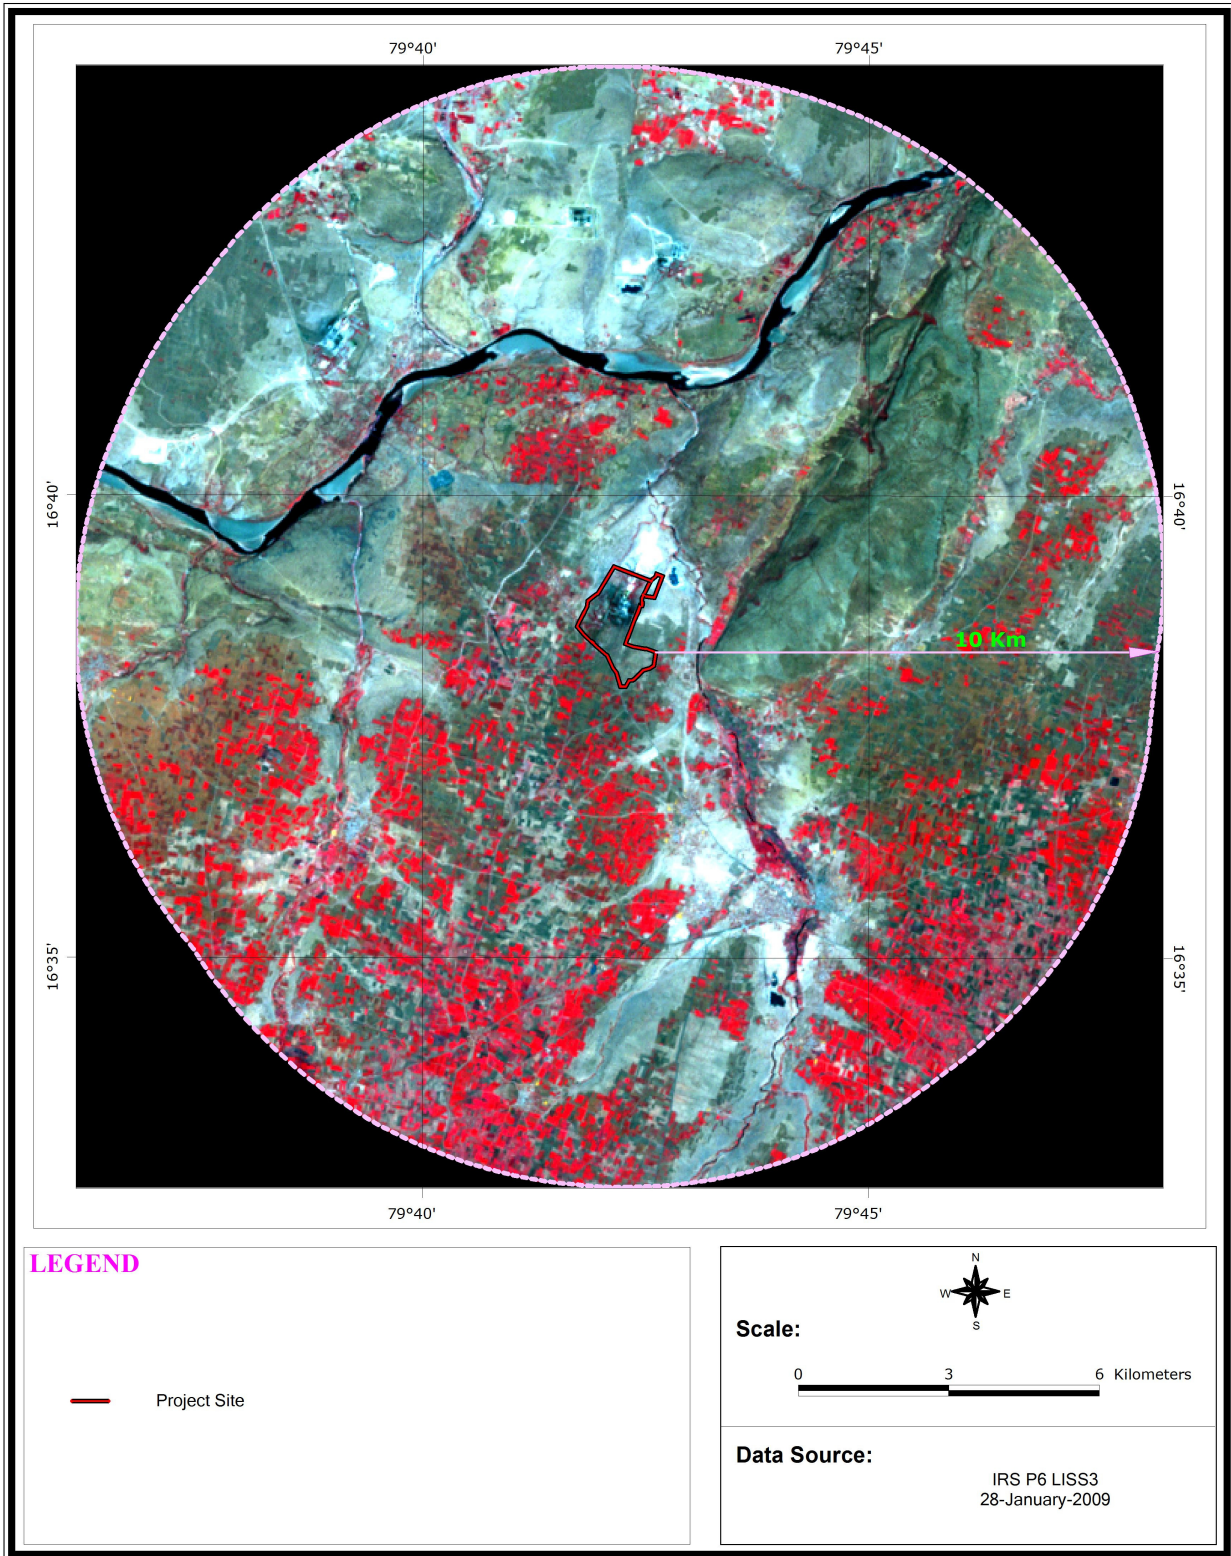 79°40' 79°45'
16°40' 16°40'
10 Km
16°35' 16°35'
79°40' 79°45'
LEGEND
Project Site
N
W E
S
Scale:
0 3 6 Kilometers
Data Source:
IRS P6 LISS3
28-January-2009